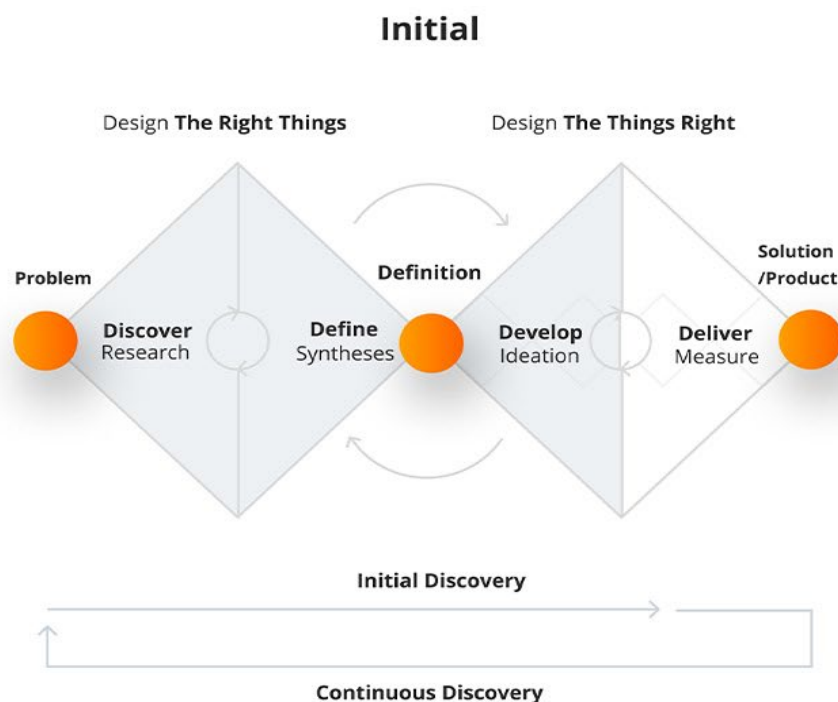 Initial
Design The Right Things
Design The Things Right
Problem
Definition
Solution
/Product
Discover
Research
Define
Syntheses
Develop
Ideation
Deliver
Measure
Initial Discovery
Continuous Discovery